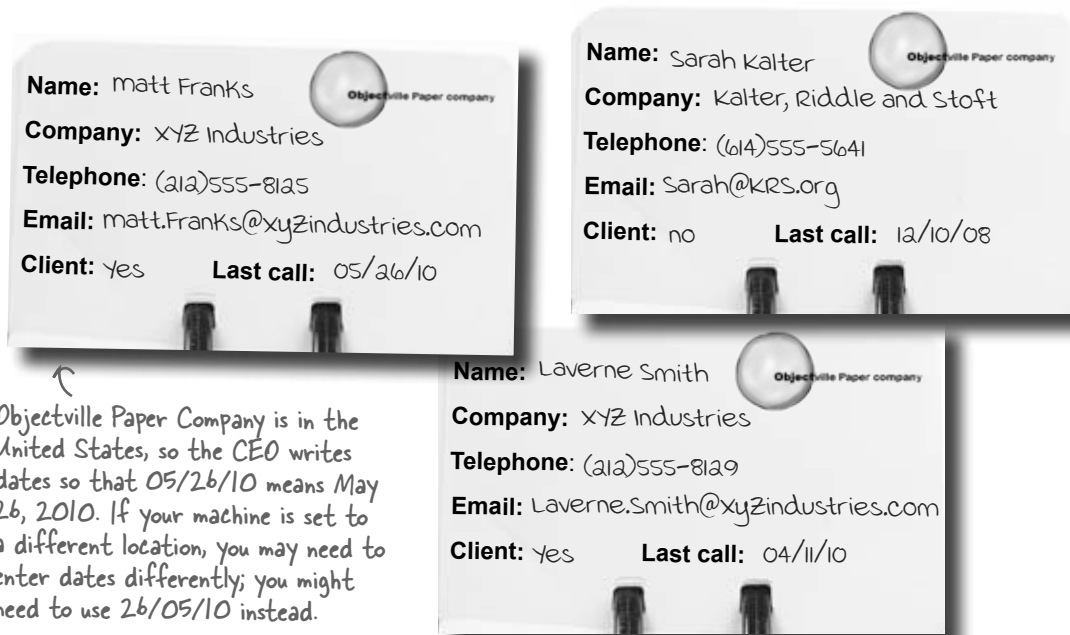 Name: Matt Franks
Objectville Paper company
Company: XYZ Industries
Telephone: (212)555-8125
Email: Matt.Franks@xyzindustries.com
Client: Yes Last call: 05/26/10
Name: Sarah Kalter
Objectville Paper company
Company: Kalter, Riddle and Stoft
Telephone: (614)555-5641
Email: Sarah@KRS.org
Client: no Last call: 12/10/08
Name: Laverne Smith
Objectville Paper company
Company: XYZ Industries
Telephone: (212)555-8129
Email: Laverne.Smith@xyzindustries.com
Client: Yes Last call: 04/11/10
Objectville Paper Company is in the
United States, so the CEO writes
dates so that 05/26/10 means May
26, 2010. If your machine is set to
a different location, you may need to
enter dates differently; you might
need to use 26/05/10 instead.